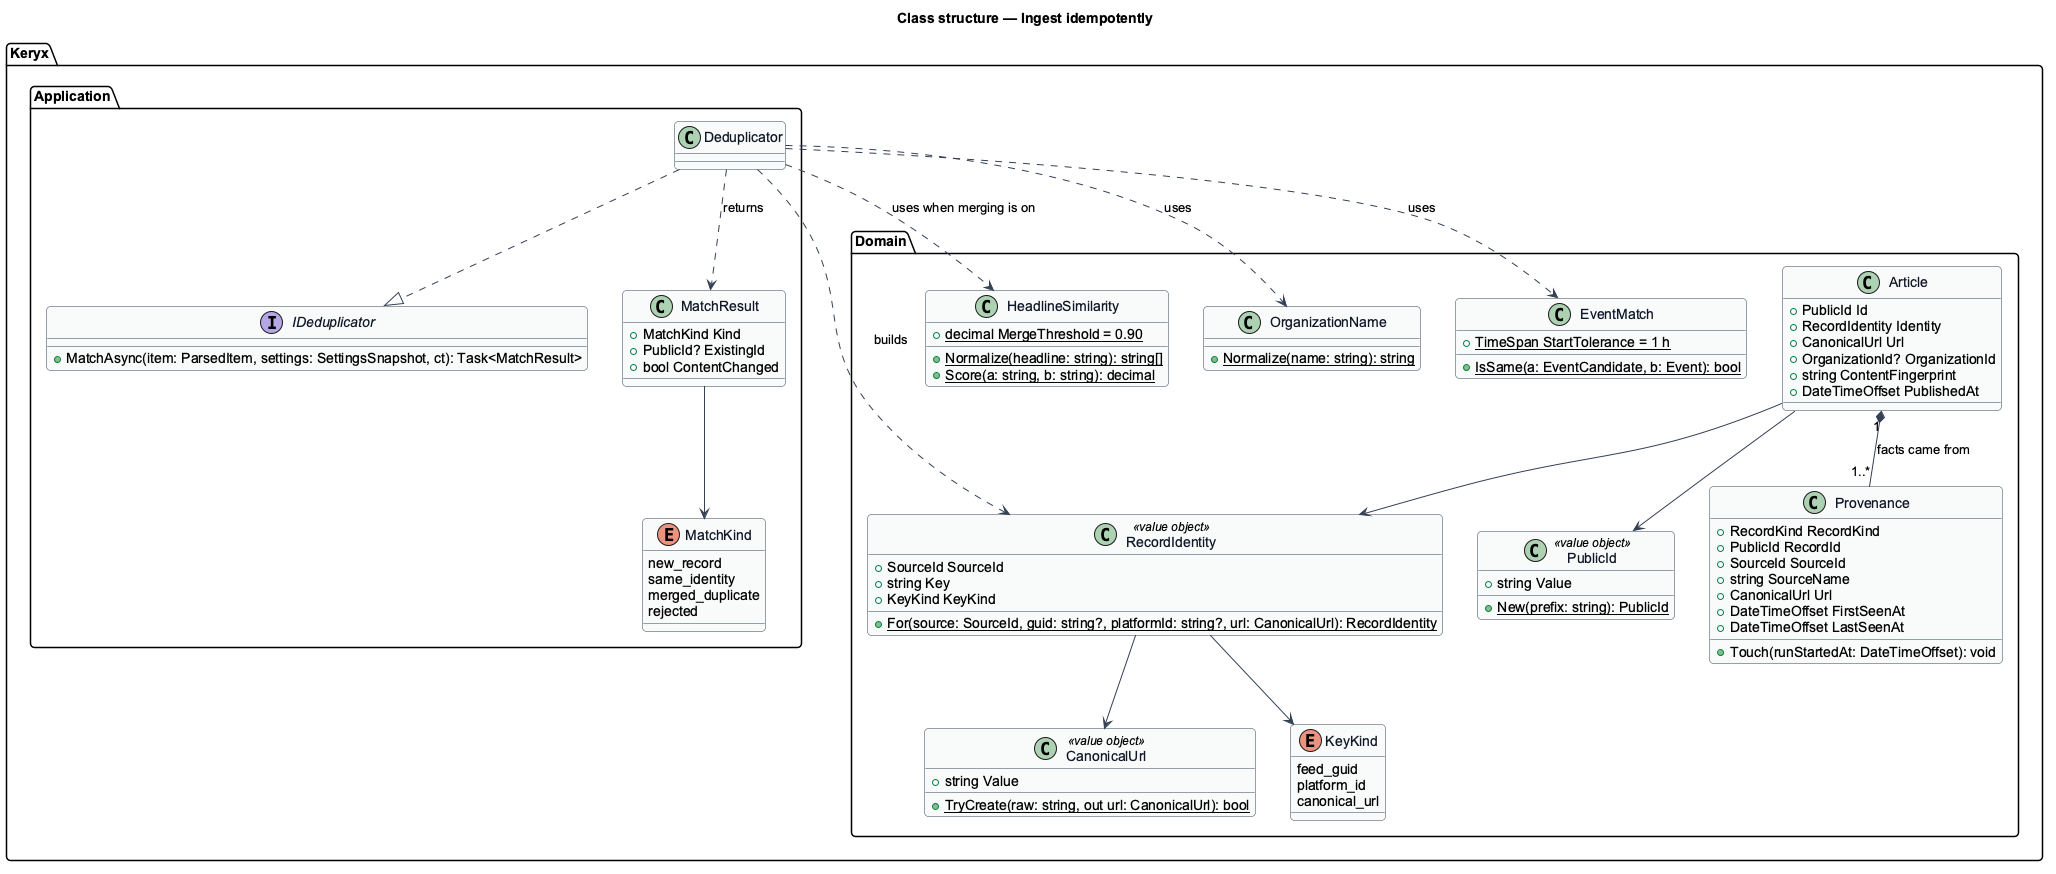 Class structure — Ingest idempotently
Keryx
Application
C Deduplicator
returns
uses when merging is on
uses
uses
builds
I IDeduplicator
MatchAsync(item: ParsedItem, settings: SettingsSnapshot, ct): Task<MatchResult>
C MatchResult
MatchKind Kind
PublicId? ExistingId
bool ContentChanged
E MatchKind
new_record
same_identity
merged_duplicate
rejected
Domain
C HeadlineSimilarity
decimal MergeThreshold = 0.90
Normalize(headline: string): string[]
Score(a: string, b: string): decimal
C OrganizationName
Normalize(name: string): string
C EventMatch
TimeSpan StartTolerance = 1 h
IsSame(a: EventCandidate, b: Event): bool
C Article
PublicId Id
RecordIdentity Identity
CanonicalUrl Url
OrganizationId? OrganizationId
string ContentFingerprint
DateTimeOffset PublishedAt
1
facts came from
1..*
C «value object»
RecordIdentity
SourceId SourceId
string Key
KeyKind KeyKind
For(source: SourceId, guid: string?, platformId: string?, url: CanonicalUrl): RecordIdentity
C «value object»
PublicId
string Value
New(prefix: string): PublicId
C Provenance
RecordKind RecordKind
PublicId RecordId
SourceId SourceId
string SourceName
CanonicalUrl Url
DateTimeOffset FirstSeenAt
DateTimeOffset LastSeenAt
Touch(runStartedAt: DateTimeOffset): void
C «value object»
CanonicalUrl
string Value
TryCreate(raw: string, out url: CanonicalUrl): bool
E KeyKind
feed_guid
platform_id
canonical_url